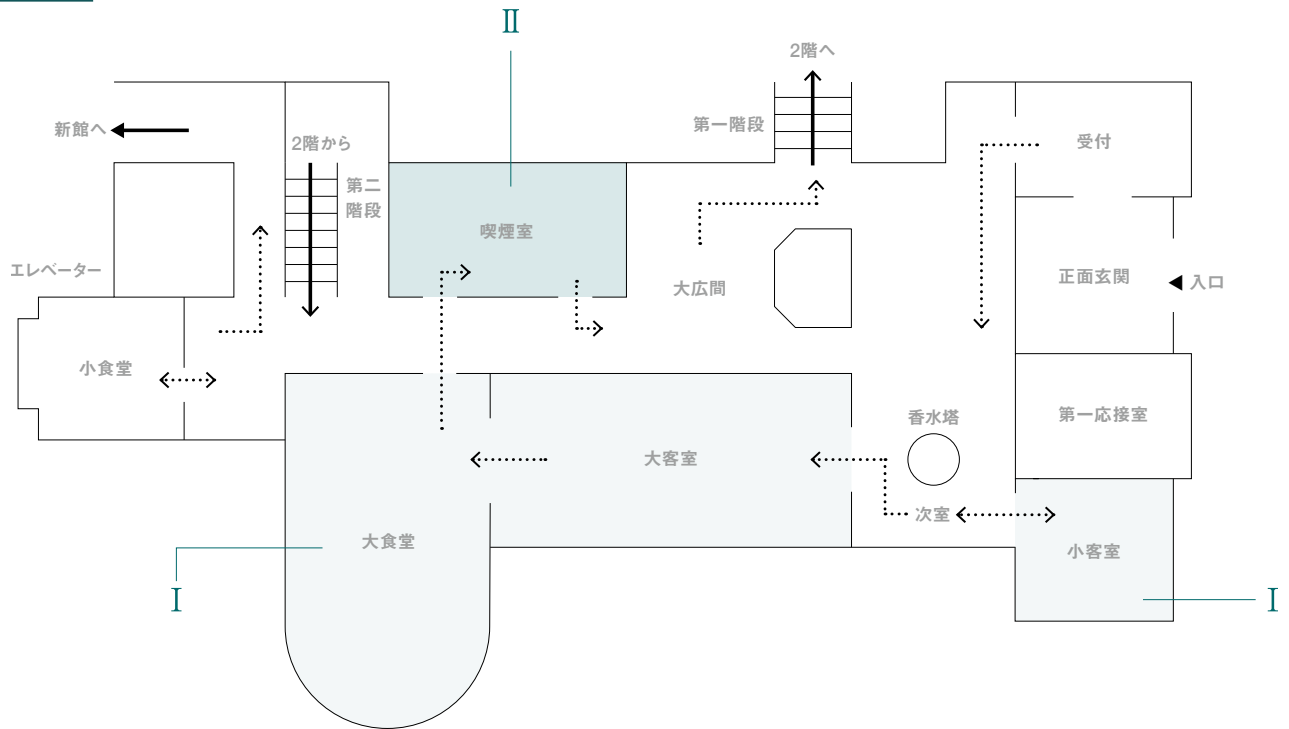 Ⅱ
2階へ
新館へ
2階から
第一階段
受付
第二
階段
喫煙室
エレベーター
大広間
正面玄関
入口
小食堂
香水塔
第一応接室
大客室
次室
大食堂
小客室
Ⅰ
Ⅰ